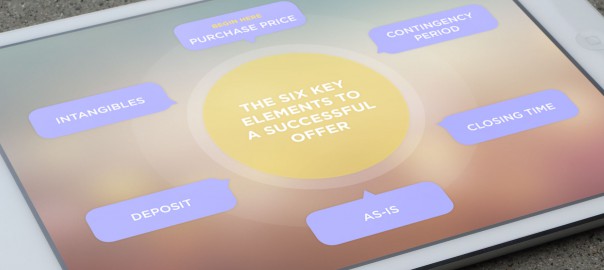 BEGIN HERE
PURCHASE PRICE
CONTINGENCY
PERIOD
INTANGIBLES
THE SIX KEY
ELEMENTS TO
A SUCCESSFUL
OFFER
CLOSING TIME
DEPOSIT
AS-IS